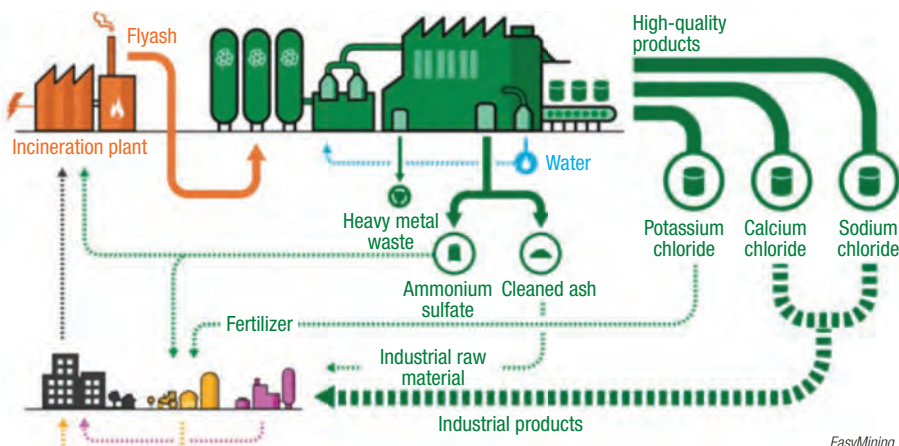 Flyash
High-quality
products
Incineration plant
Water
Heavy metal
waste
Potassium
chloride
Calcium
chloride
Sodium
chloride
Ammonium
sulfate
Cleaned ash
Fertilizer
Industrial raw
material
Industrial products
EasyMining